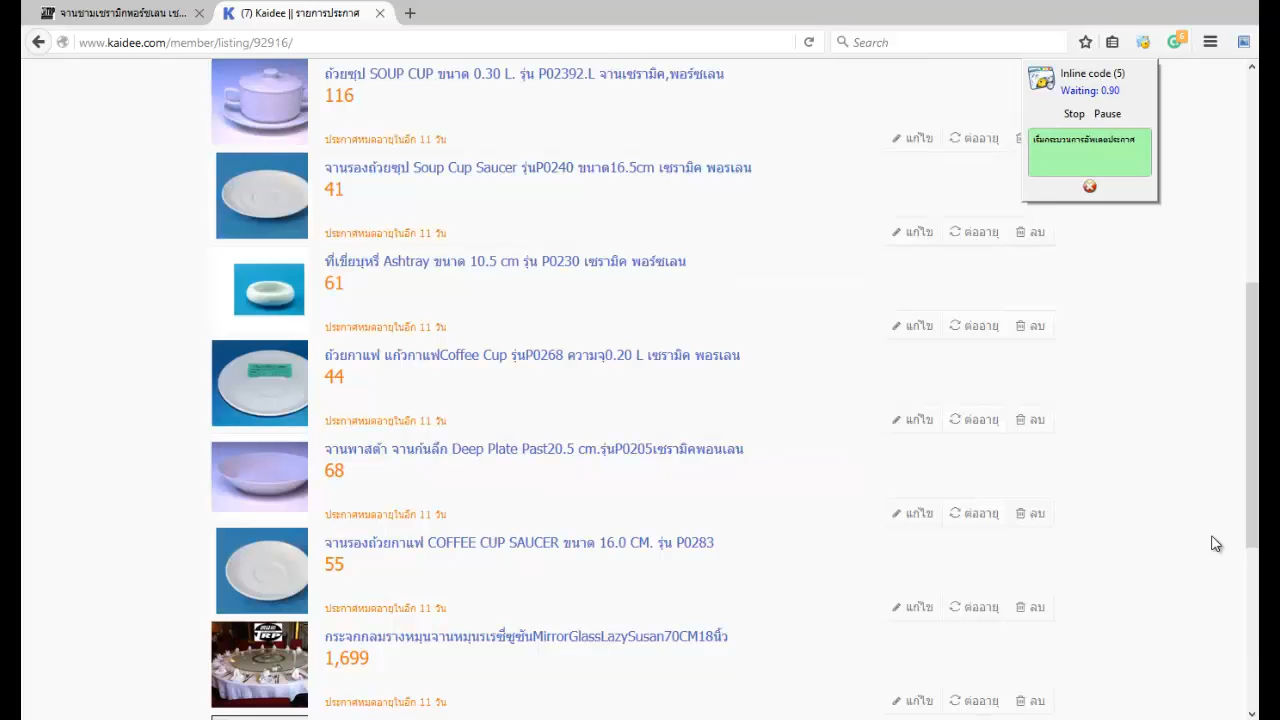 จานชามเซรามิกพอร์ซเลน เซ...
(7) Kaidee || รายการประกาศ
www.kaidee.com/member/listing/92916/
Search
6
Inline code (5)
Waiting: 0.90
Stop Pause
เริ่มกระบวนการอัพเดตประกาศ
ถ้วยซุป SOUP CUP ขนาด 0.30 L. รุ่น P02392.L จานเซรามิค,พอร์ซเลน
116
ประกาศหมดอายุในอีก 11 วัน
แก้ไข ต่ออายุ
จานรองถ้วยซุป Soup Cup Saucer รุ่นP0240 ขนาด16.5cm เซรามิค พอรเลน
41
ประกาศหมดอายุในอีก 11 วัน
แก้ไข ต่ออายุ ลบ
ที่เขี่ยบุหรี่ Ashtray ขนาด 10.5 cm รุ่น P0230 เซรามิค พอร์ซเลน
61
ประกาศหมดอายุในอีก 11 วัน
แก้ไข ต่ออายุ ลบ
ถ้วยกาแฟ แก้วกาแฟCoffee Cup รุ่นP0268 ความจุ0.20 L เซรามิค พอรเลน
44
ประกาศหมดอายุในอีก 11 วัน
แก้ไข ต่ออายุ ลบ
จานพาสต้า จานก้นลึก Deep Plate Past20.5 cm.รุ่นP0205เซรามิคพอนเลน
68
ประกาศหมดอายุในอีก 11 วัน
แก้ไข ต่ออายุ ลบ
จานรองถ้วยกาแฟ COFFEE CUP SAUCER ขนาด 16.0 CM. รุ่น P0283
55
ประกาศหมดอายุในอีก 11 วัน
แก้ไข ต่ออายุ ลบ
กระจกกลมรางหมุนจานหมุนเรซี่ซูซันMirrorGlassLazySusan70CM18นิ้ว
1,699
ประกาศหมดอายุในอีก 11 วัน
แก้ไข ต่ออายุ ลบ